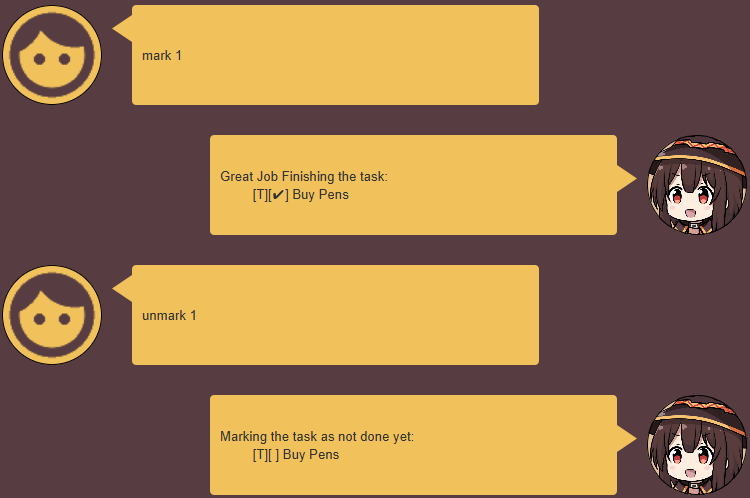 mark 1
Great Job Finishing the task:
[T][✔] Buy Pens
unmark 1
Marking the task as not done yet:
[T][ ] Buy Pens